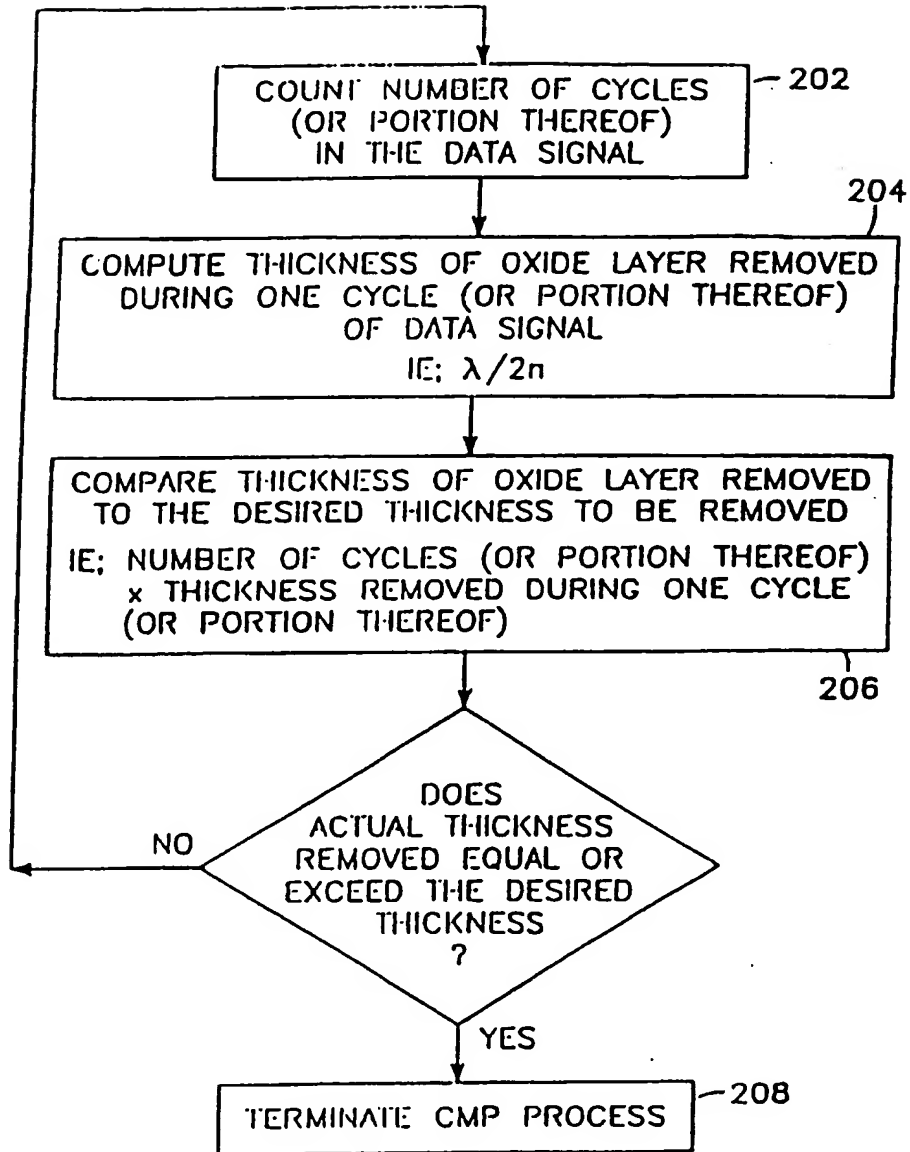 COUNT NUMBER OF CYCLES
(OR PORTION THEREOF)
IN THE DATA SIGNAL
202
204
COMPUTE THICKNESS OF OXIDE LAYER REMOVED
DURING ONE CYCLE (OR PORTION THEREOF)
OF DATA SIGNAL
IE; λ/2n
COMPARE THICKNESS OF OXIDE LAYER REMOVED
TO THE DESIRED THICKNESS TO BE REMOVED
IE; NUMBER OF CYCLES (OR PORTION THEREOF)
x THICKNESS REMOVED DURING ONE CYCLE
(OR PORTION THEREOF)
206
DOES
ACTUAL THICKNESS
REMOVED EQUAL OR
EXCEED THE DESIRED
THICKNESS
?
NO
YES
TERMINATE CMP PROCESS
208